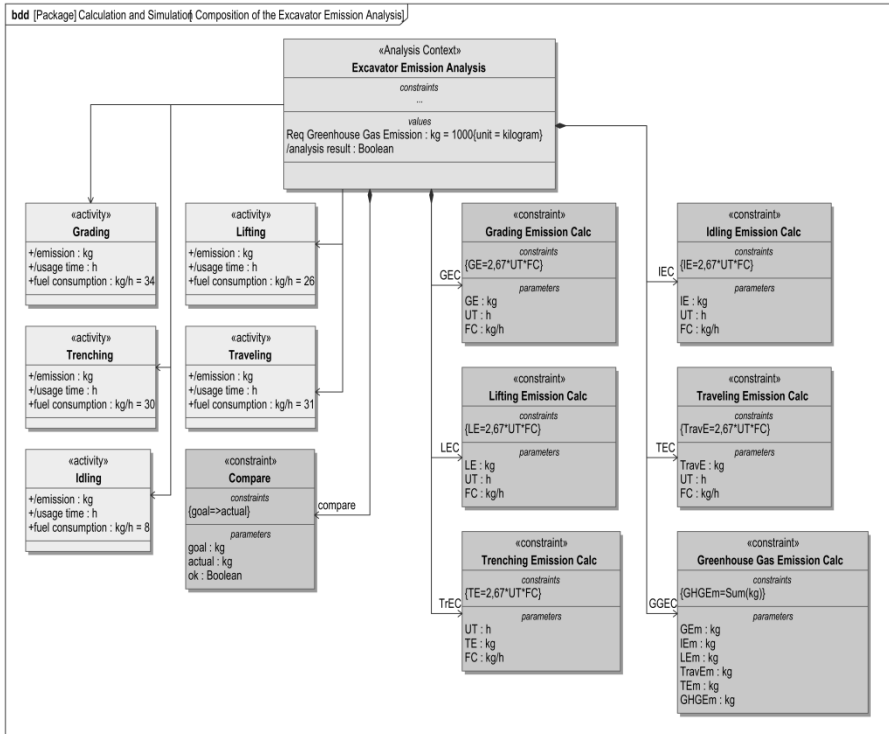 bdd [Package] Calculation and Simulation[ Composition of the Excavator Emission Analysis]
«Analysis Context»
Excavator Emission Analysis
constraints
...
values
Req Greenhouse Gas Emission : kg = 1000{unit = kilogram}
/analysis result : Boolean
«activity»
Grading
+/emission : kg
+/usage time : h
+fuel consumption : kg/h = 34
«activity»
Lifting
+/emission : kg
+/usage time : h
+fuel consumption : kg/h = 26
«activity»
Trenching
+/emission : kg
+/usage time : h
+fuel consumption : kg/h = 30
«activity»
Traveling
+/emission : kg
+/usage time : h
+fuel consumption : kg/h = 31
«activity»
Idling
+/emission : kg
+/usage time : h
+fuel consumption : kg/h = 8
«constraint»
Compare
constraints
{goal=>actual}
parameters
goal : kg
actual : kg
ok : Boolean
compare
GEC
«constraint»
Grading Emission Calc
constraints
{GE=2,67*UT*FC}
parameters
GE : kg
UT : h
FC : kg/h
IEC
«constraint»
Idling Emission Calc
constraints
{IE=2,67*UT*FC}
parameters
IE : kg
UT : h
FC : kg/h
LEC
«constraint»
Lifting Emission Calc
constraints
{LE=2,67*UT*FC}
parameters
LE : kg
UT : h
FC : kg/h
TEC
«constraint»
Traveling Emission Calc
constraints
{TravE=2,67*UT*FC}
parameters
TravE : kg
UT : h
FC : kg/h
TrEC
«constraint»
Trenching Emission Calc
constraints
{TE=2,67*UT*FC}
parameters
UT : h
TE : kg
FC : kg/h
GGEC
«constraint»
Greenhouse Gas Emission Calc
constraints
{GHGEm=Sum(kg)}
parameters
GEm : kg
IEm : kg
LEm : kg
TravEm : kg
TEm : kg
GHGEm : kg